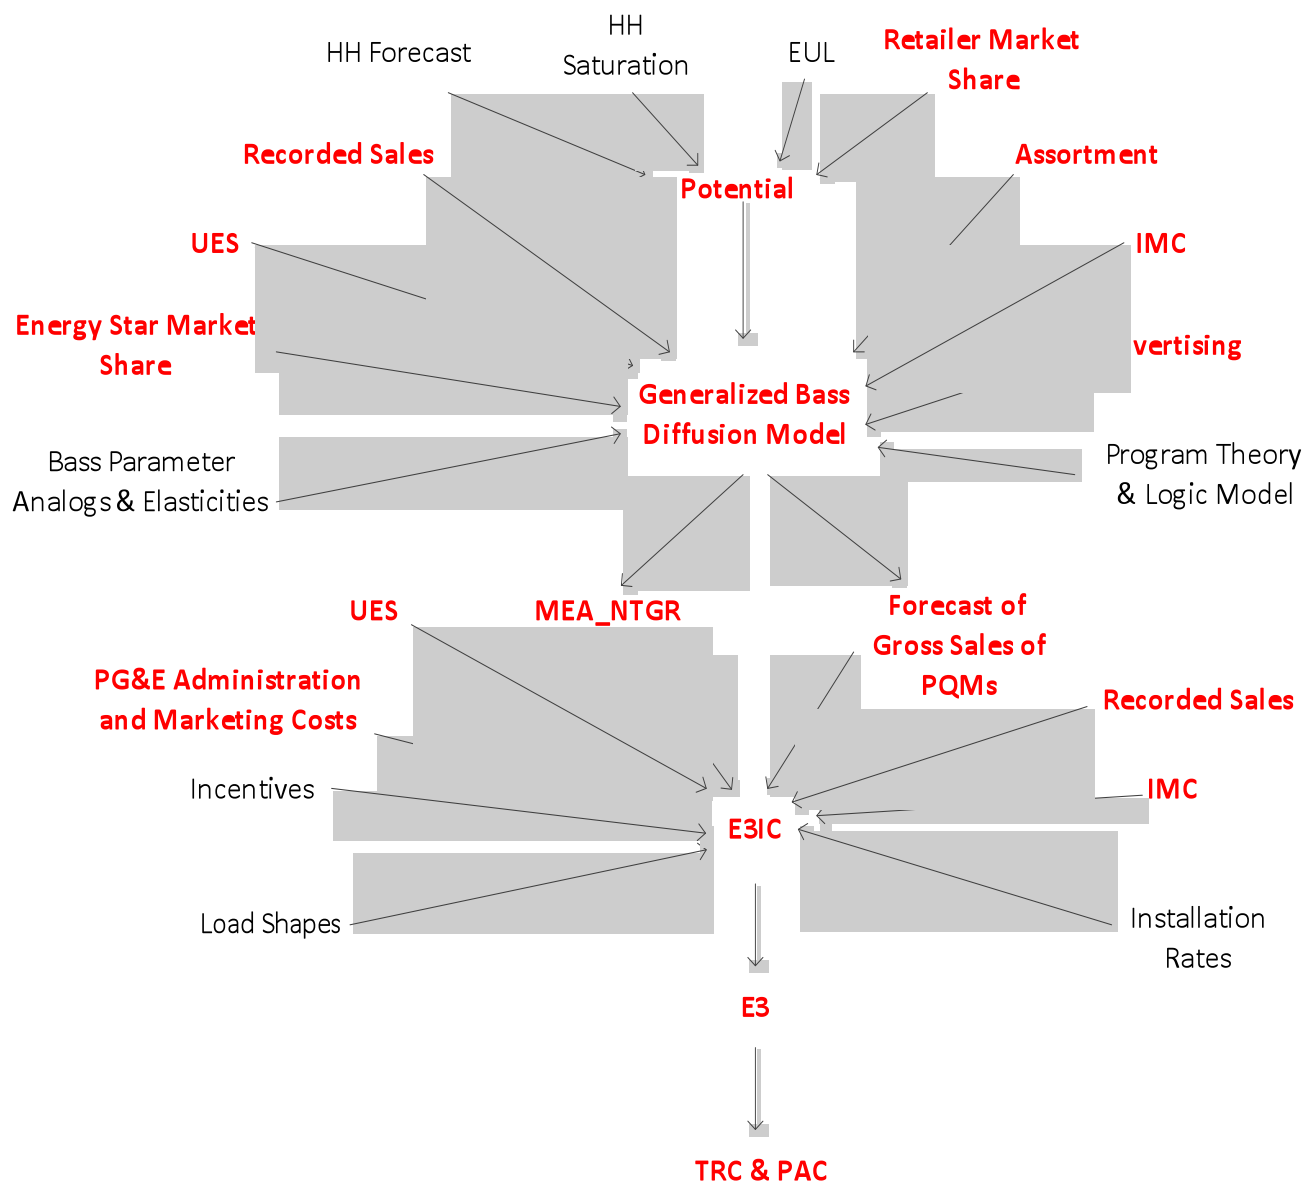 HH Forecast
HH
Saturation
EUL
Retailer Market
Share
Recorded Sales
Assortment
Potential
UES
IMC
Energy Star Market
Share
vertising
Generalized Bass
Diffusion Model
Bass Parameter
Analogs & Elasticities
Program Theory
& Logic Model
UES
MEA_NTGR
Forecast of
Gross Sales of
PQMs
PG&E Administration
and Marketing Costs
Recorded Sales
Incentives
IMC
E3IC
Load Shapes
Installation
Rates
E3
TRC & PAC